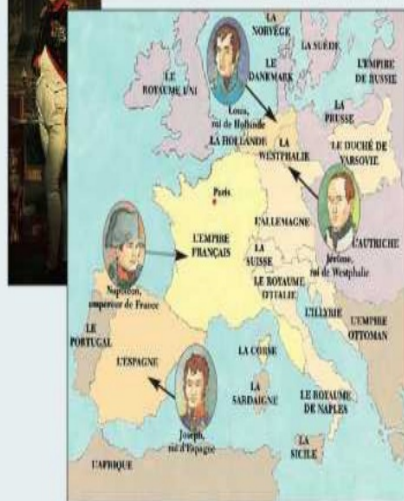 LA
NORVÈGE
LA SUÈDE
LE
ROYAUME UNI
LE
DANEMARK
L'EMPIRE
DE RUSSIE
Louis,
roi de Hollande
LA HOLLANDE
LA
PRUSSE
LA
WESTPHALIE
LE DUCHÉ DE
VARSOVIE
Paris
L'ALLEMAGNE
L'AUTRICHE
Jérôme,
roi de Westphalie
L'EMPIRE
FRANÇAIS
LA
SUISSE
Napoléon,
empereur de France
LE ROYAUME
D'ITALIE
L'ILLYRIE
L'EMPIRE
OTTOMAN
LE
PORTUGAL
L'ESPAGNE
LA CORSE
LA
SARDAIGNE
LE ROYAUME
DE NAPLES
Joseph,
roi d'Espagne
LA
SICILE
L'AFRIQUE